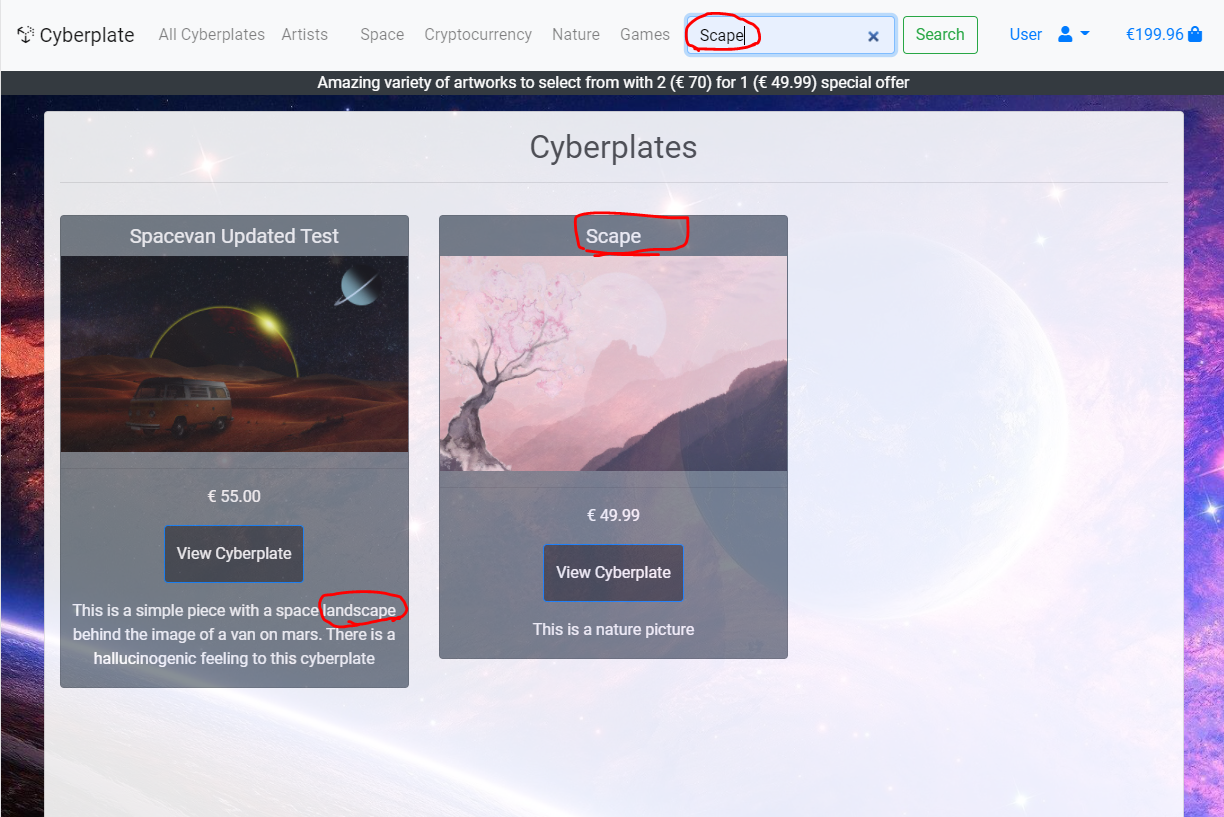 Cyberplate All Cyberplates Artists Space Cryptocurrency Nature Games Scape × Search User €199.96
Amazing variety of artworks to select from with 2 (€ 70) for 1 (€ 49.99) special offer
Cyberplates
Spacevan Updated Test
€ 55.00
View Cyberplate
This is a simple piece with a space landscape
behind the image of a van on mars. There is a
hallucinogenic feeling to this cyberplate
Scape
€ 49.99
View Cyberplate
This is a nature picture